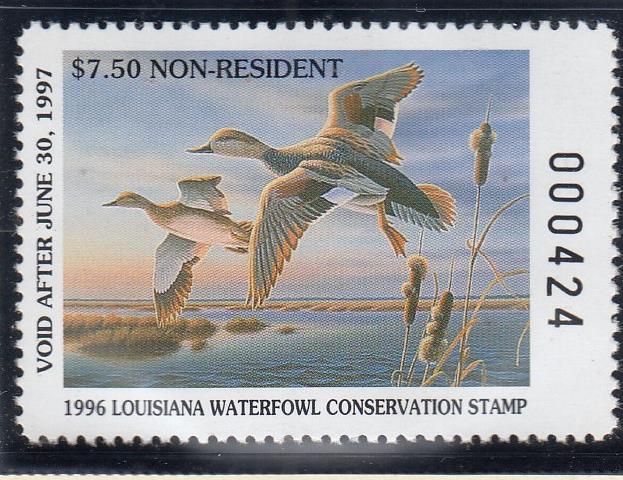 $7.50 NON-RESIDENT
VOID AFTER JUNE 30, 1997
000424
1996 LOUISIANA WATERFOWL CONSERVATION STAMP